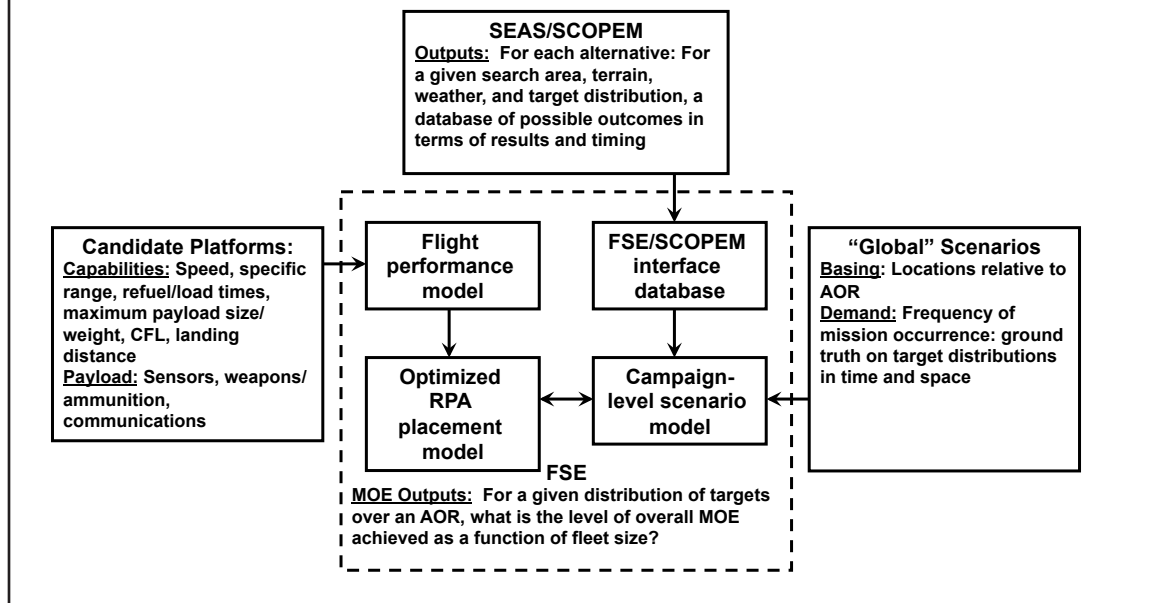 SEAS/SCOPEM
Outputs: For each alternative: For
a given search area, terrain,
weather, and target distribution, a
database of possible outcomes in
terms of results and timing
Candidate Platforms:
Capabilities: Speed, specific
range, refuel/load times,
maximum payload size/
weight, CFL, landing
distance
Payload: Sensors, weapons/
ammunition,
communications
Flight
performance
model
FSE/SCOPEM
interface
database
Optimized
RPA
placement
model
Campaign-
level scenario
model
“Global” Scenarios
Basing: Locations relative to
AOR
Demand: Frequency of
mission occurrence: ground
truth on target distributions
in time and space
FSE
MOE Outputs: For a given distribution of targets
over an AOR, what is the level of overall MOE
achieved as a function of fleet size?